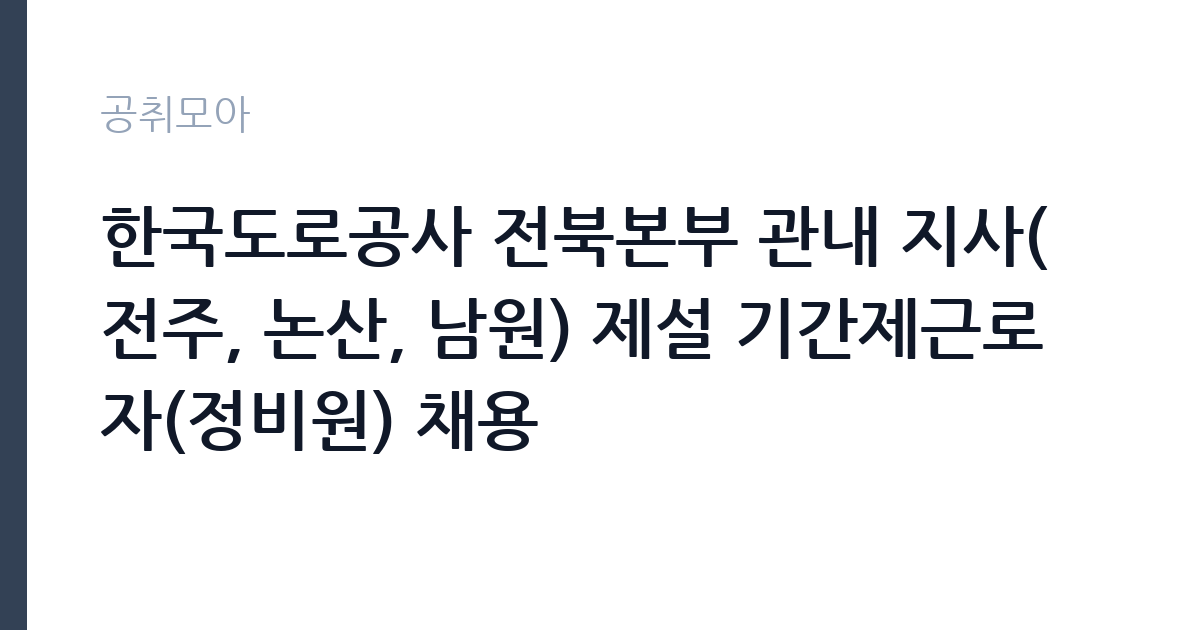 공취모아
한국도로공사 전북본부 관내 지사(
전주, 논산, 남원) 제설 기간제근로
자(정비원) 채용